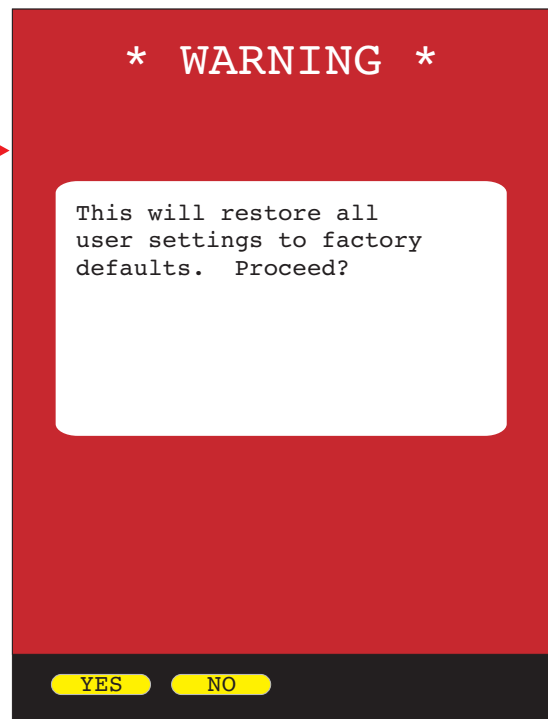 * WARNING *
This will restore all
user settings to factory
defaults.  Proceed?
YES NO